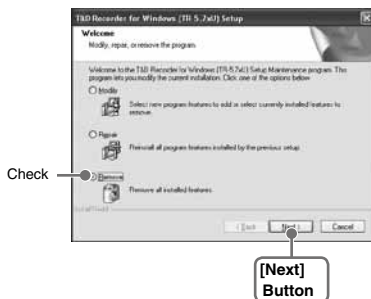 T&D Recorder for Windows (TR-5.7xU) Setup
Welcome
Modify, repair, or remove the program.
Welcome to the T&D Recorder for Windows (TR-5.7xU) Setup Maintenance program. This
program lets you modify the current installation. Click one of the options below.
Modify
Select new program features to add or select currently installed features to
remove.
Repair
Reinstall all program features installed by the previous setup.
Check
Remove
Remove all installed features.
InstallShield
< Back
Next >
Cancel
[Next]
Button